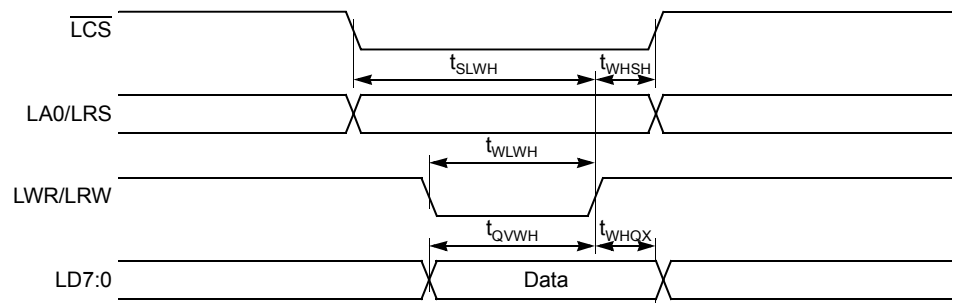 LCS
tSLWH
tWHSH
LA0/LRS
tWLWH
LWR/LRW
tQVWH
tWHQX
LD7:0
Data